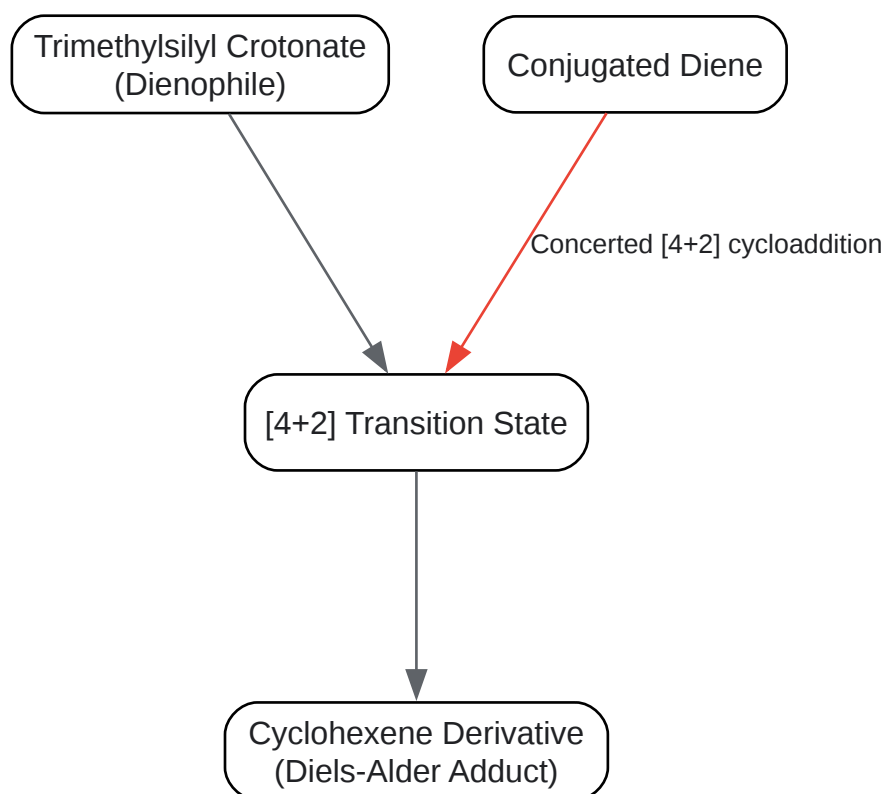 Trimethylsilyl Crotonate
(Dienophile)
Conjugated Diene
Concerted [4+2] cycloaddition
[4+2] Transition State
Cyclohexene Derivative
(Diels-Alder Adduct)